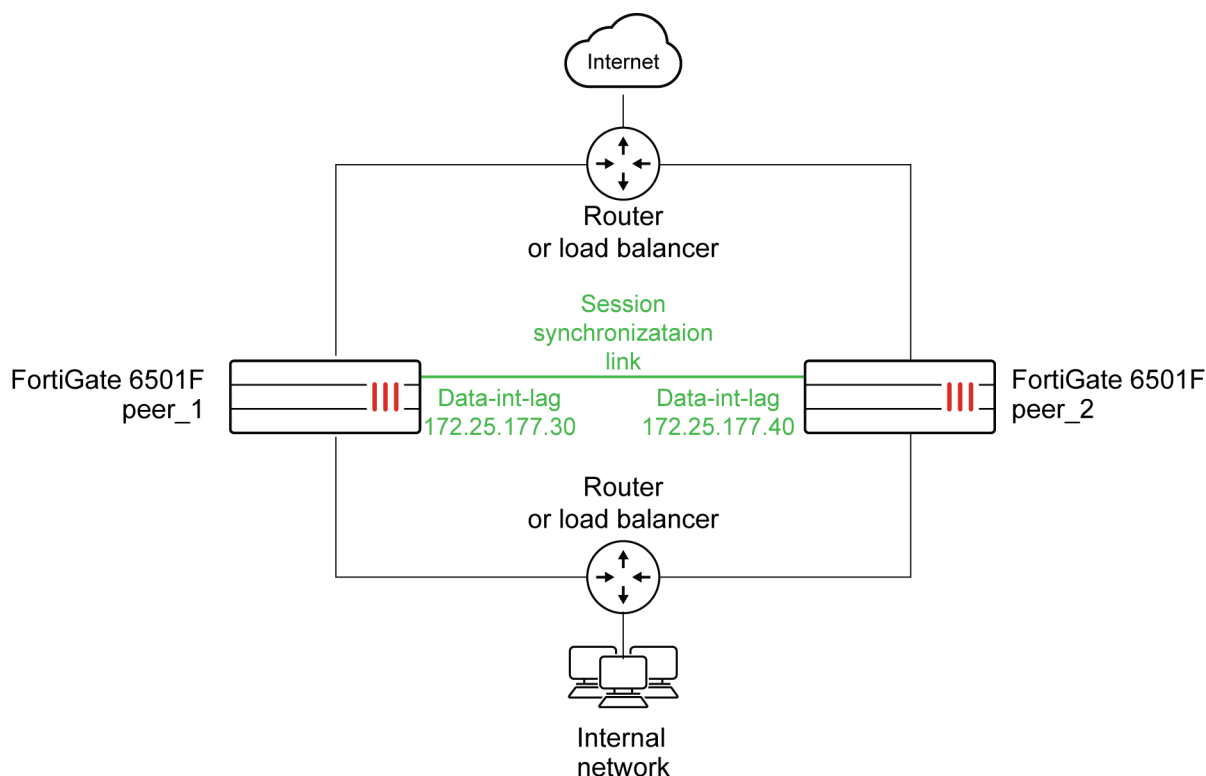 Internet
Router
or load balancer
Session
synchronizataion
link
FortiGate 6501F
peer_1
Data-int-lag
172.25.177.30
Data-int-lag
172.25.177.40
FortiGate 6501F
peer_2
Router
or load balancer
Internal
network